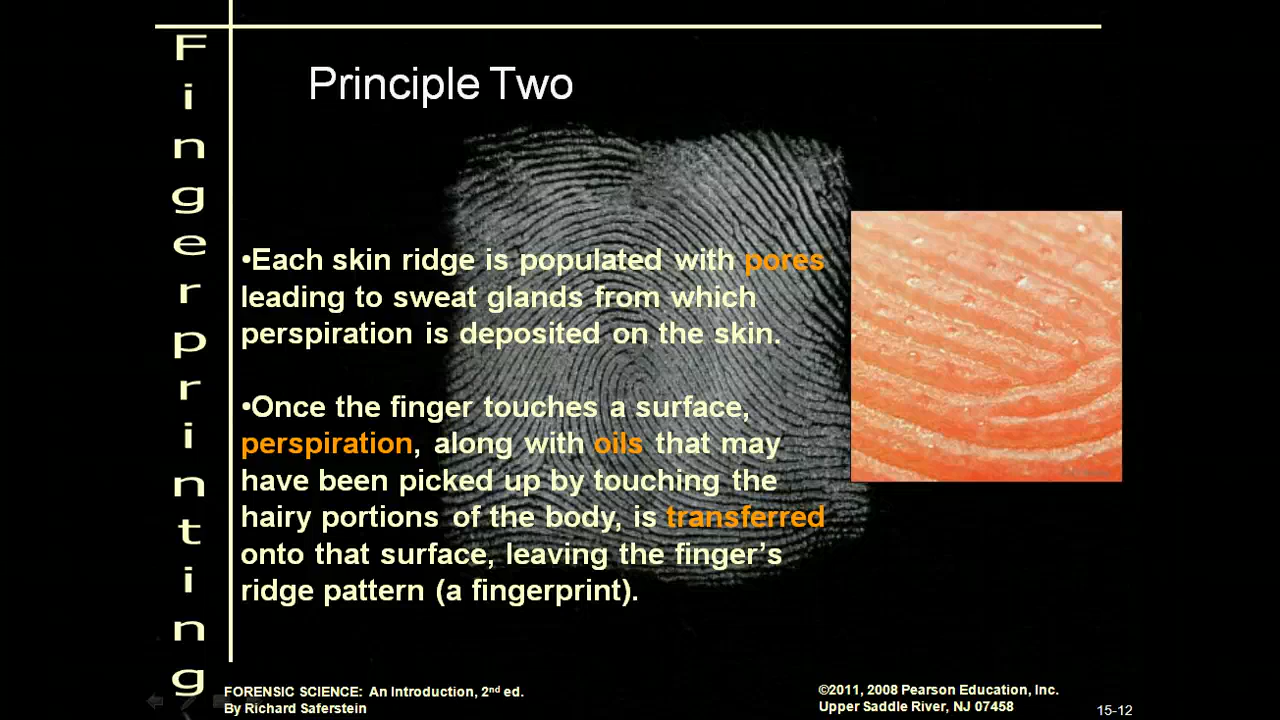 Fingerprinting
Principle Two
•Each skin ridge is populated with pores
leading to sweat glands from which
perspiration is deposited on the skin.
•Once the finger touches a surface,
perspiration, along with oils that may
have been picked up by touching the
hairy portions of the body, is transferred
onto that surface, leaving the finger’s
ridge pattern (a fingerprint).
FORENSIC SCIENCE: An Introduction, 2nd ed.
By Richard Saferstein
©2011, 2008 Pearson Education, Inc.
Upper Saddle River, NJ 07458
15-12